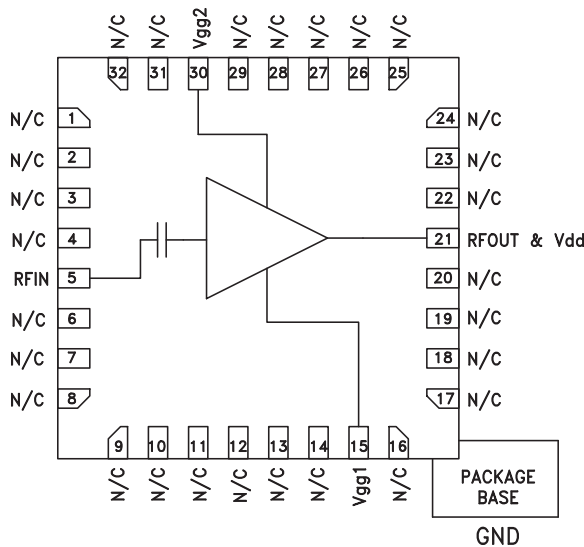 N/C N/C Vgg2 N/C N/C N/C N/C N/C
32 31 30 29 28 27 26 25
N/C 1 24 N/C
N/C 2 23 N/C
N/C 3 22 N/C
N/C 4 21 RFOUT & Vdd
RFIN 5 20 N/C
N/C 6 19 N/C
N/C 7 18 N/C
N/C 8 17 N/C
9 10 11 12 13 14 15 16
N/C N/C N/C N/C N/C N/C Vgg1 N/C
PACKAGE
BASE
GND